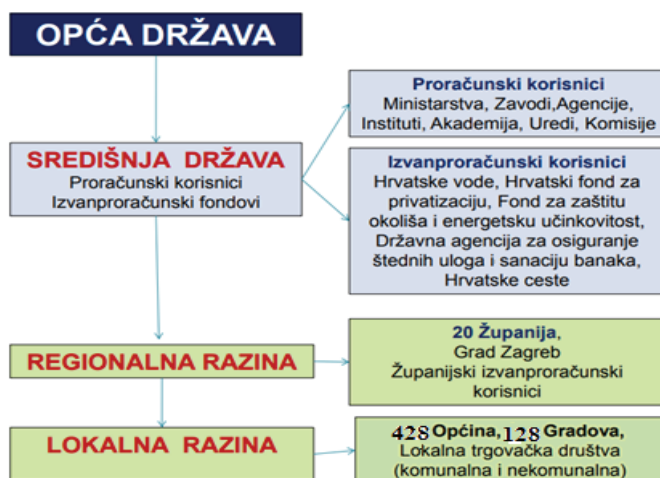 OPĆA DRŽAVA
Proračunski korisnici
Ministarstva, Zavodi,Agencije,
Instituti, Akademija, Uredi, Komisije
SREDIŠNJA DRŽAVA
Proračunski korisnici
Izvanproračunski fondovi
Izvanproračunski korisnici
Hrvatske vode, Hrvatski fond za
privatizaciju, Fond za zaštitu
okoliša i energetsku učinkovitost,
Državna agencija za osiguranje
štednih uloga i sanaciju banaka,
Hrvatske ceste
REGIONALNA RAZINA
20 Županija,
Grad Zagreb
Županijski izvanproračunski
korisnici
LOKALNA RAZINA
428 Općina, 128 Gradova,
Lokalna trgovačka društva
(komunalna i nekomunalna)